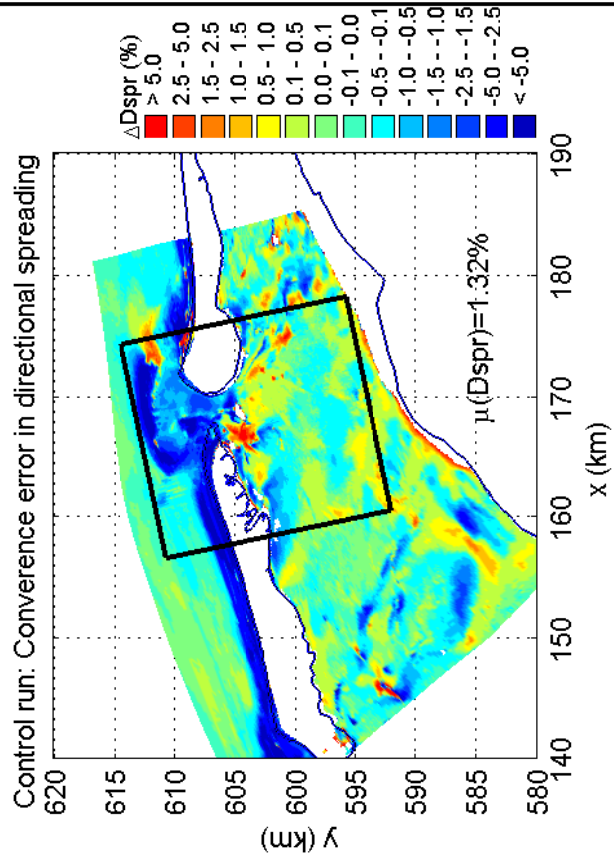 Control run: Converence error in directional spreading
ΔDspr (%)
> 5.0
2.5 - 5.0
1.5 - 2.5
1.0 - 1.5
0.5 - 1.0
0.1 - 0.5
0.0 - 0.1
-0.1 - 0.0
-0.5 - -0.1
-1.0 - -0.5
-1.5 - -1.0
-2.5 - -1.5
-5.0 - -2.5
< -5.0
620
615
610
605
600
595
590
585
580
y (km)
μ(Dspr)=1.32%
140
150
160
170
180
190
x (km)